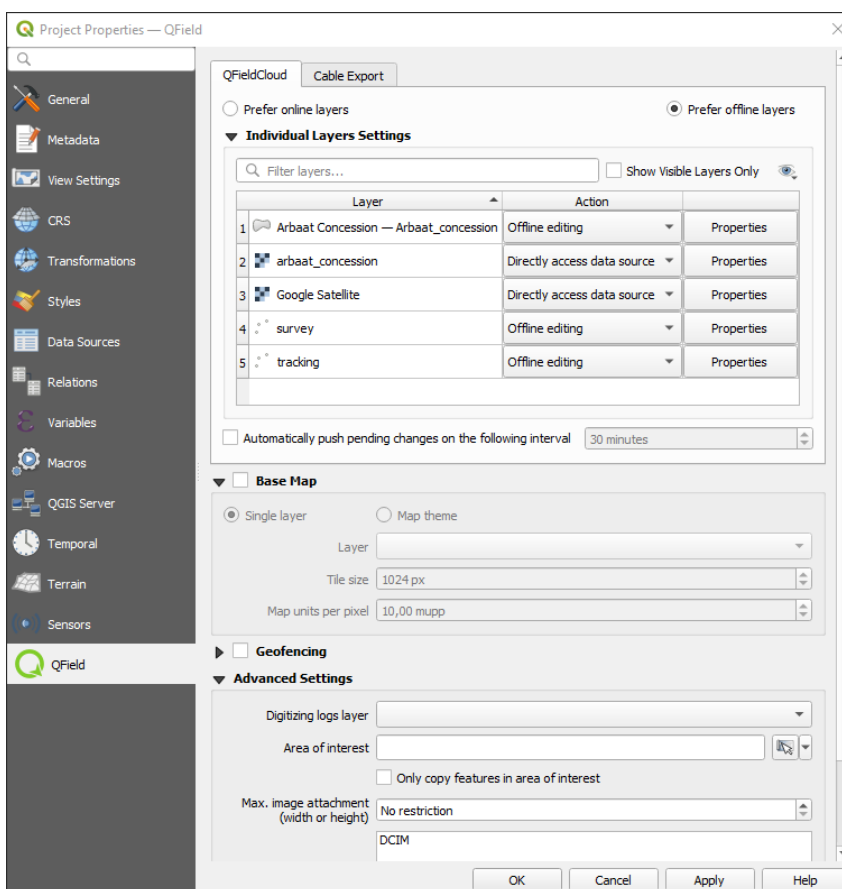 Project Properties — QField
QFieldCloud
Cable Export
General
Metadata
View Settings
CRS
Transformations
Styles
Data Sources
Relations
Variables
Macros
QGIS Server
Temporal
Terrain
Sensors
QField
Prefer online layers
Prefer offline layers
Individual Layers Settings
Filter layers...
Show Visible Layers Only
Layer
Action
1 Arbaat Concession — Arbaat_concession Offline editing Properties
2 arbaat_concession Directly access data source Properties
3 Google Satellite Directly access data source Properties
4 survey Offline editing Properties
5 tracking Offline editing Properties
Automatically push pending changes on the following interval 30 minutes
Base Map
Single layer
Map theme
Layer
Tile size 1024 px
Map units per pixel 10,00 mupp
Geofencing
Advanced Settings
Digitizing logs layer
Area of interest
Only copy features in area of interest
Max. image attachment
(width or height)
No restriction
DCIM
OK
Cancel
Apply
Help